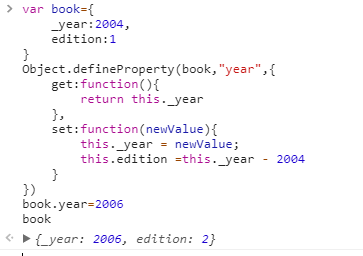 var book={
_year:2004,
edition:1
}
Object.defineProperty(book,"year",{
get:function(){
return this._year
},
set:function(newValue){
this._year = newValue;
this.edition =this._year - 2004
}
})
book.year=2006
book
{_year: 2006, edition: 2}